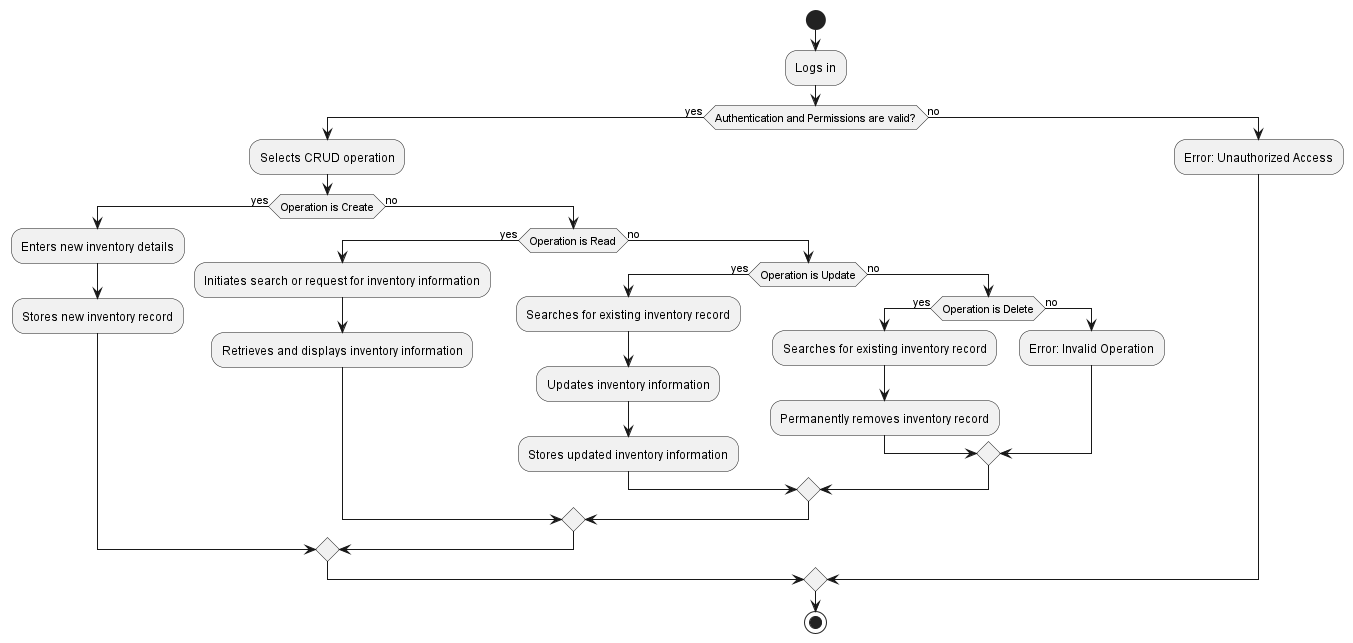 Logs in
yes
Authentication and Permissions are valid?
no
Selects CRUD operation
Error: Unauthorized Access
yes
Operation is Create
no
Enters new inventory details
Stores new inventory record
yes
Operation is Read
no
Initiates search or request for inventory information
Retrieves and displays inventory information
yes
Operation is Update
no
Searches for existing inventory record
Updates inventory information
Stores updated inventory information
yes
Operation is Delete
no
Searches for existing inventory record
Permanently removes inventory record
Error: Invalid Operation